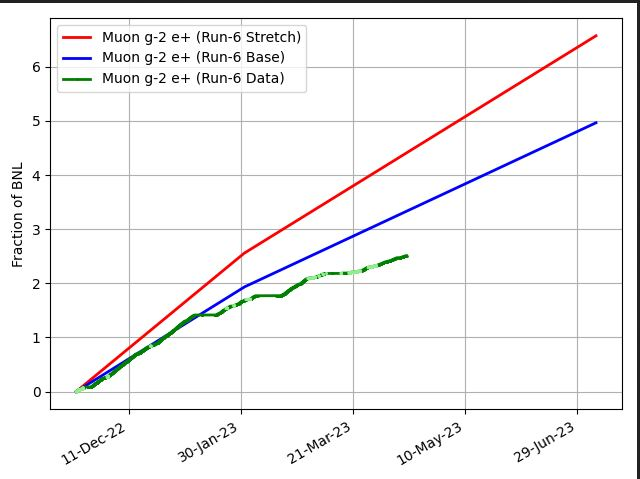 Muon g-2 e+ (Run-6 Stretch)
Muon g-2 e+ (Run-6 Base)
Muon g-2 e+ (Run-6 Data)
Fraction of BNL
6
5
4
3
2
1
0
11-Dec-22
30-Jan-23
21-Mar-23
10-May-23
29-Jun-23